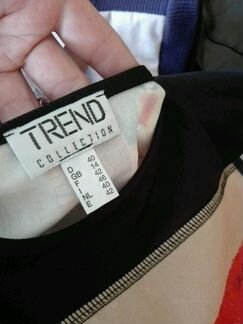 TREND
COLLECTION
D 40
GB 14
F 42
I 46
NL 40
E 42